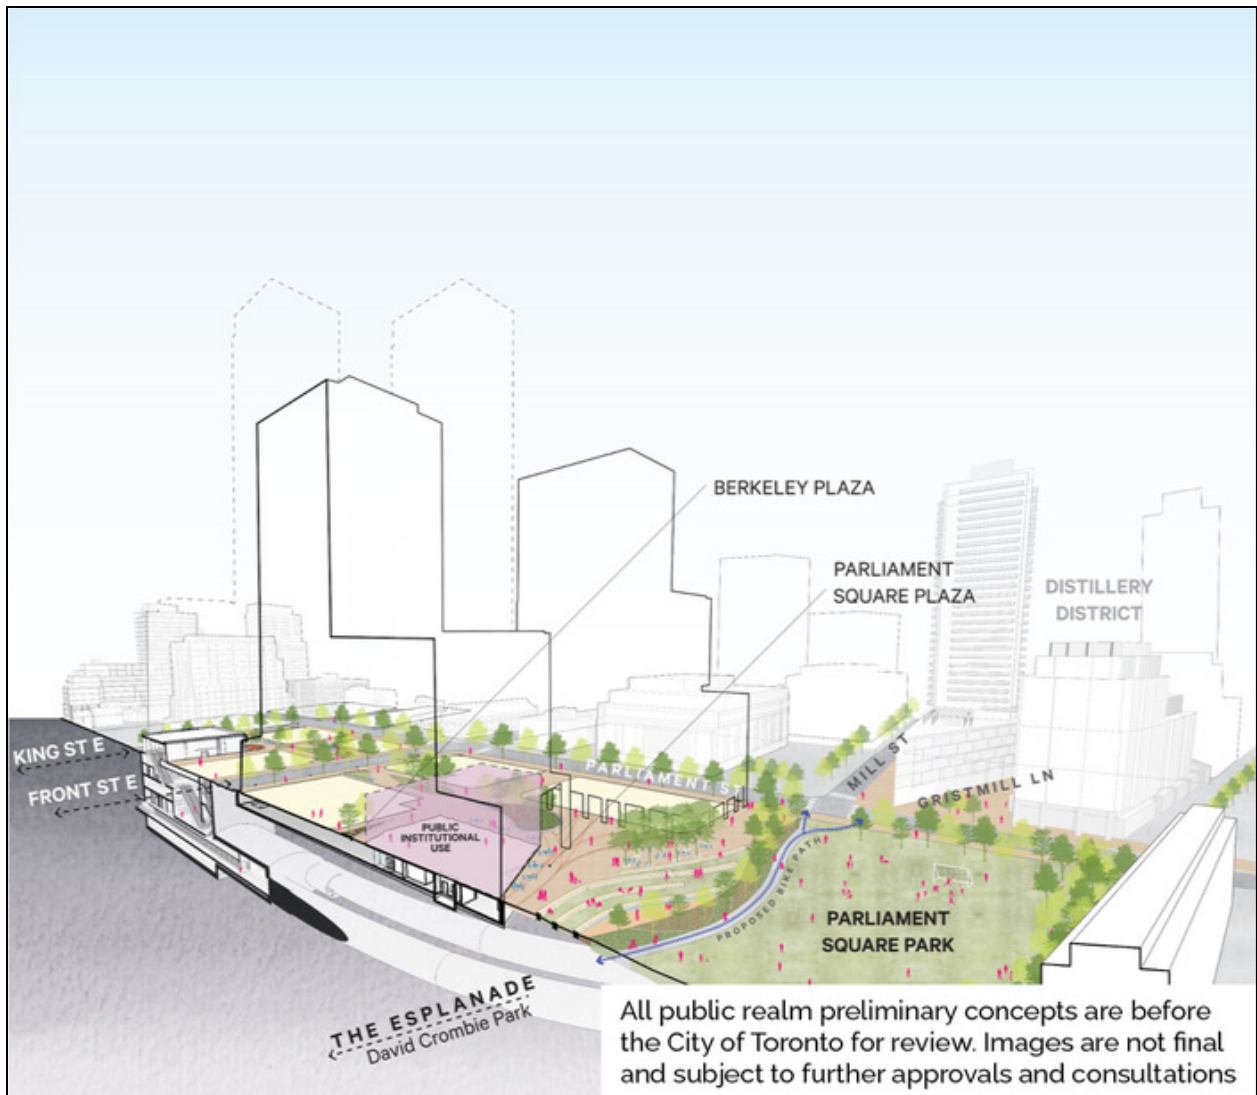 BERKELEY PLAZA
PARLIAMENT
SQUARE PLAZA
DISTILLERY
DISTRICT
KING ST E
FRONT ST E
PARLIAMENT ST
MILL ST
GRISTMILL LN
PUBLIC
INSTITUTIONAL
USE
PROPOSED BIKE PATH
PARLIAMENT
SQUARE PARK
THE ESPLANADE
David Crombie Park
All public realm preliminary concepts are before
the City of Toronto for review. Images are not final
and subject to further approvals and consultations